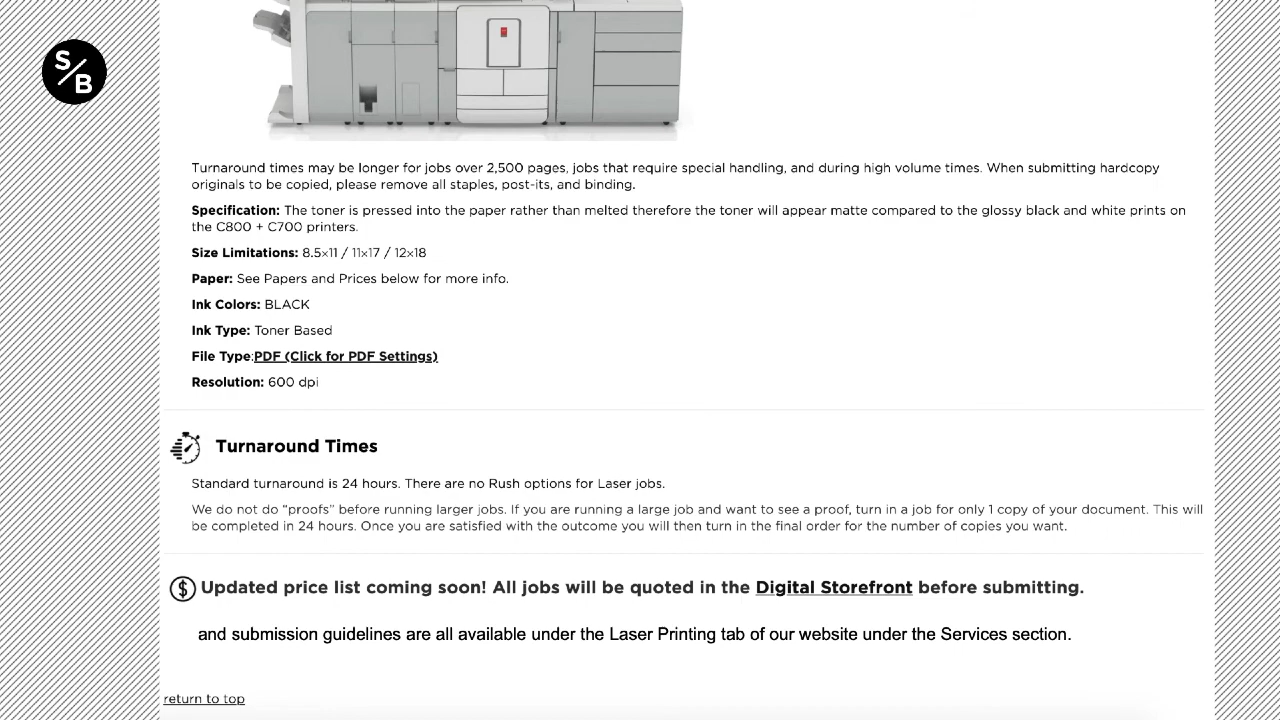 S/B
Turnaround times may be longer for jobs over 2,500 pages, jobs that require special handling, and during high volume times. When submitting hardcopy
originals to be copied, please remove all staples, post-its, and binding.
Specification: The toner is pressed into the paper rather than melted therefore the toner will appear matte compared to the glossy black and white prints on
the C800 + C700 printers.
Size Limitations: 8.5×11 / 11×17 / 12×18
Paper: See Papers and Prices below for more info.
Ink Colors: BLACK
Ink Type: Toner Based
File Type:PDF (Click for PDF Settings)
Resolution: 600 dpi
Turnaround Times
Standard turnaround is 24 hours. There are no Rush options for Laser jobs.
We do not do “proofs” before running larger jobs. If you are running a large job and want to see a proof, turn in a job for only 1 copy of your document. This will
be completed in 24 hours. Once you are satisfied with the outcome you will then turn in the final order for the number of copies you want.
$ Updated price list coming soon! All jobs will be quoted in the Digital Storefront before submitting.
and submission guidelines are all available under the Laser Printing tab of our website under the Services section.
return to top